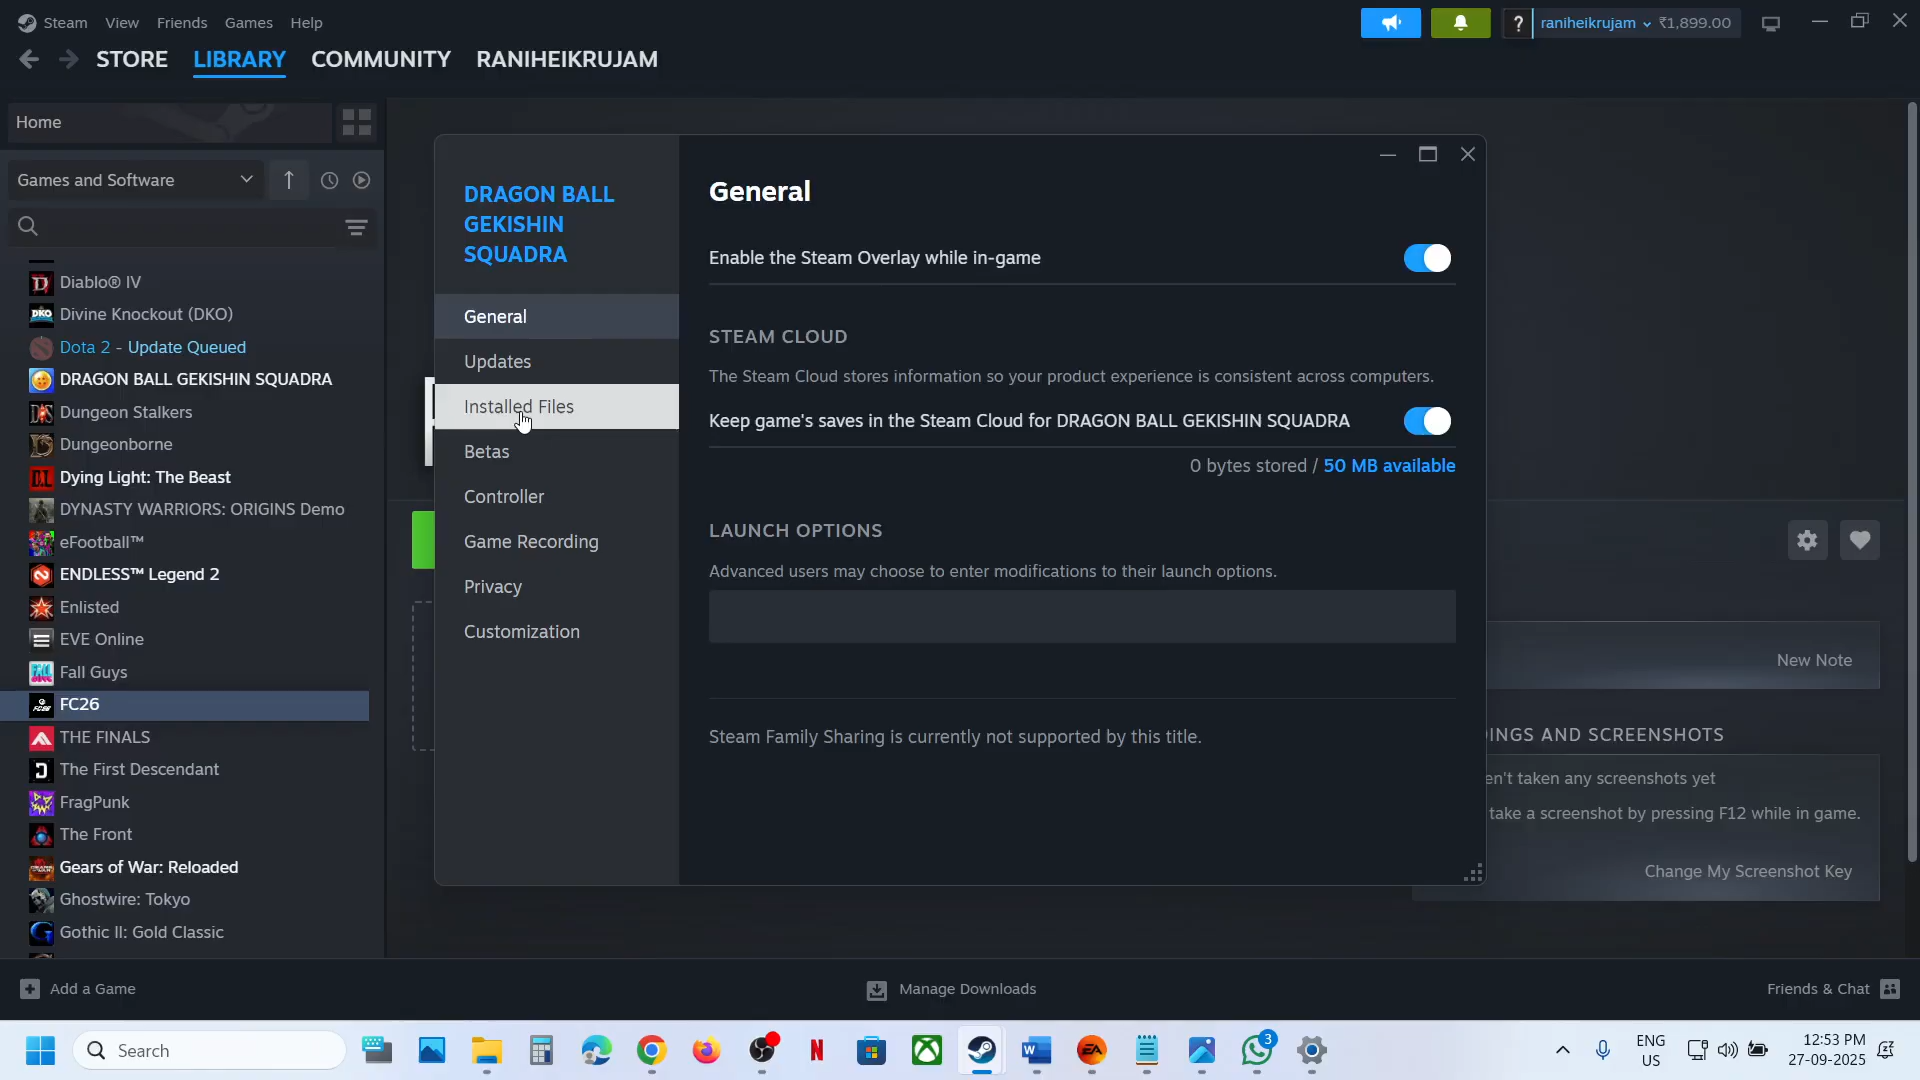 Steam View Friends Games Help
raniheikrujam ₹1,899.00
STORE LIBRARY COMMUNITY RANIHEIKRUJAM
Home
Games and Software
Diablo® IV
Divine Knockout (DKO)
Dota 2 - Update Queued
DRAGON BALL GEKISHIN SQUADRA
Dungeon Stalkers
Dungeonborne
Dying Light: The Beast
DYNASTY WARRIORS: ORIGINS Demo
eFootball™
ENDLESS™ Legend 2
Enlisted
EVE Online
Fall Guys
FC26
THE FINALS
The First Descendant
FragPunk
The Front
Gears of War: Reloaded
Ghostwire: Tokyo
Gothic II: Gold Classic
DRAGON BALL
GEKISHIN
SQUADRA
General
Updates
Installed Files
Betas
Controller
Game Recording
Privacy
Customization
General
Enable the Steam Overlay while in-game
STEAM CLOUD
The Steam Cloud stores information so your product experience is consistent across computers.
Keep game's saves in the Steam Cloud for DRAGON BALL GEKISHIN SQUADRA
0 bytes stored / 50 MB available
LAUNCH OPTIONS
Advanced users may choose to enter modifications to their launch options.
Steam Family Sharing is currently not supported by this title.
New Note
INGS AND SCREENSHOTS
en't taken any screenshots yet
take a screenshot by pressing F12 while in game.
Change My Screenshot Key
Add a Game
Manage Downloads
Friends & Chat
Search
3
ENG
US
12:53 PM
27-09-2025